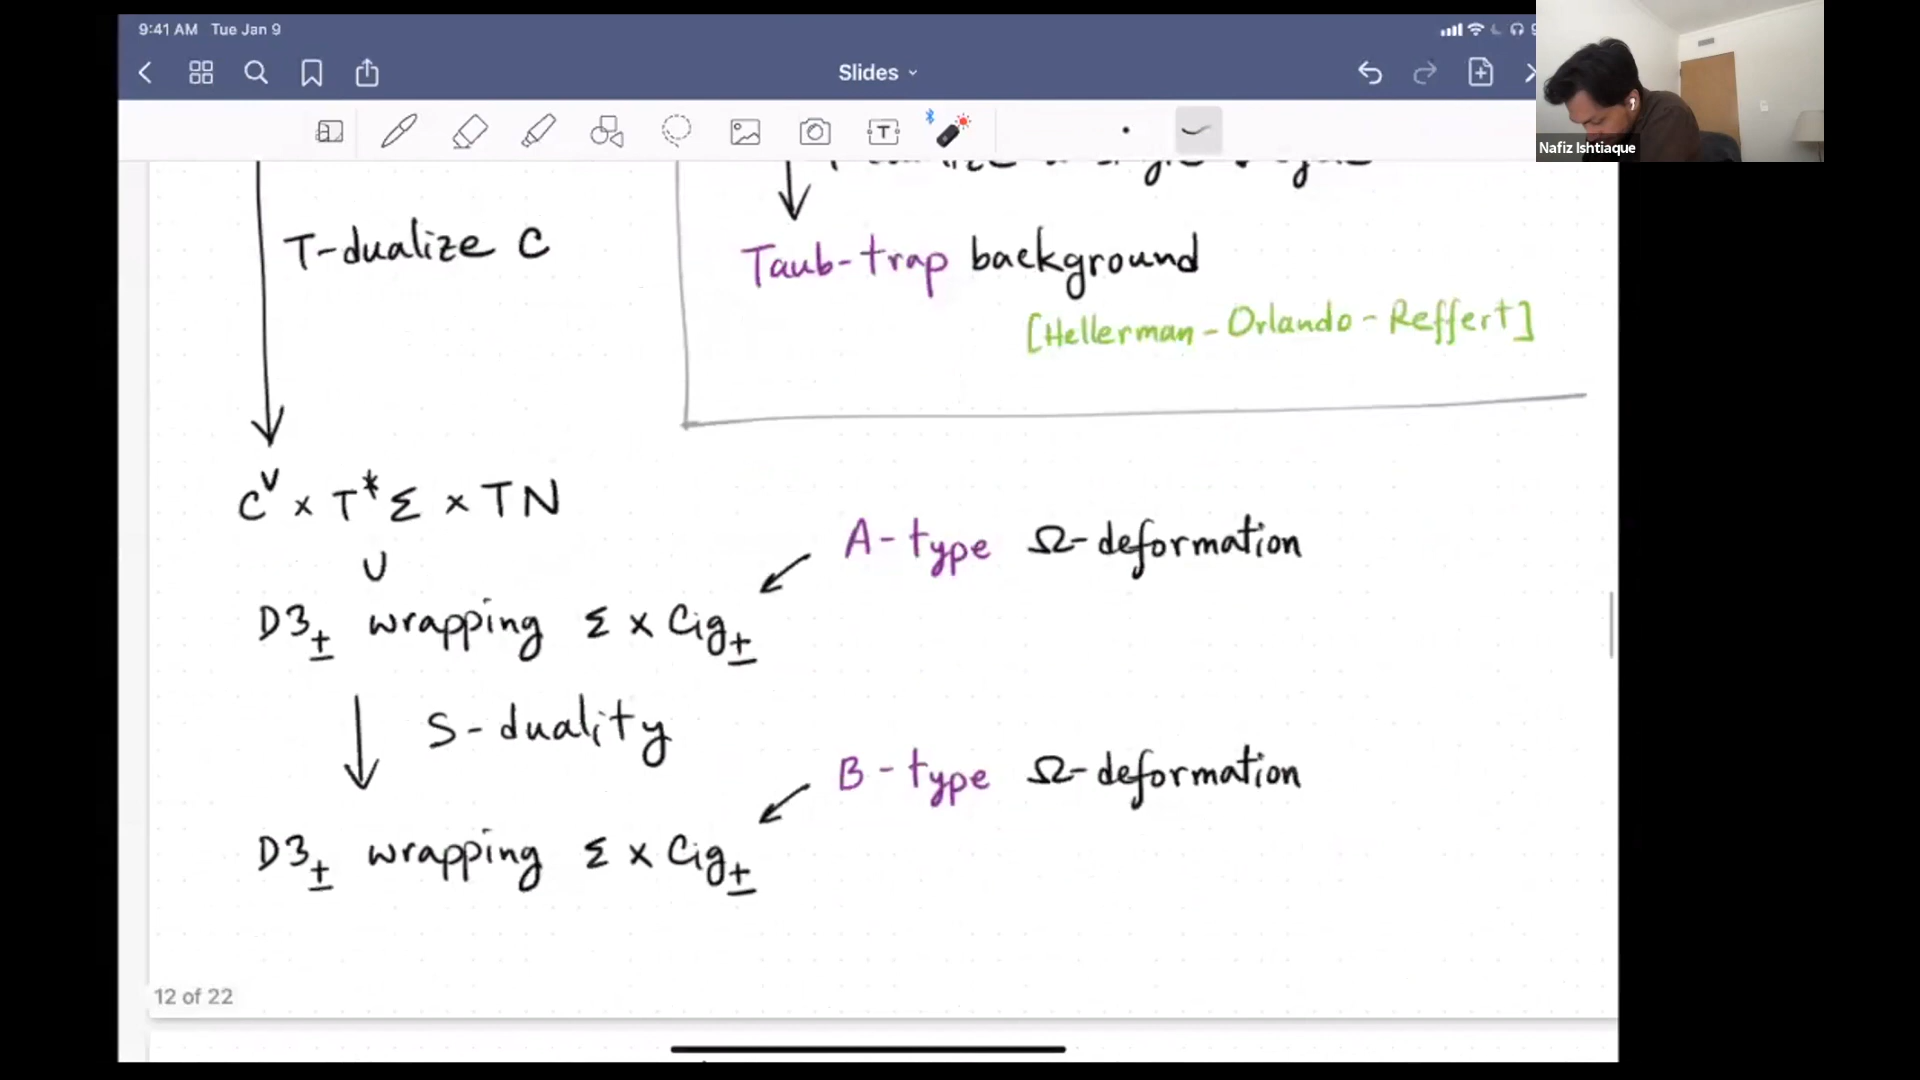 9:41 AM Tue Jan 9
Slides
Nafiz Ishtiaque
T-dualize C
Taub-trap background
[Hellerman-Orlando-Reffert]
C^∨ × T*Σ × TN
∪
A-type Ω-deformation
D3± wrapping Σ × Cig±
S-duality
B-type Ω-deformation
D3± wrapping Σ × Cig±
12 of 22